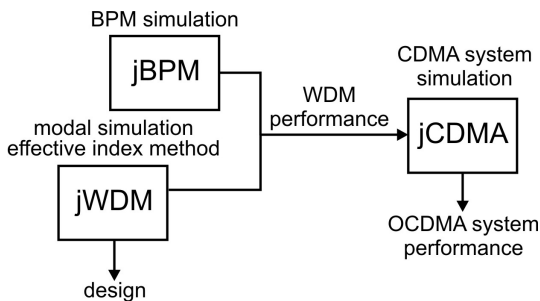 BPM simulation
jBPM
modal simulation
effective index method
jWDM
design
WDM
performance
CDMA system
simulation
jCDMA
OCDMA system
performance